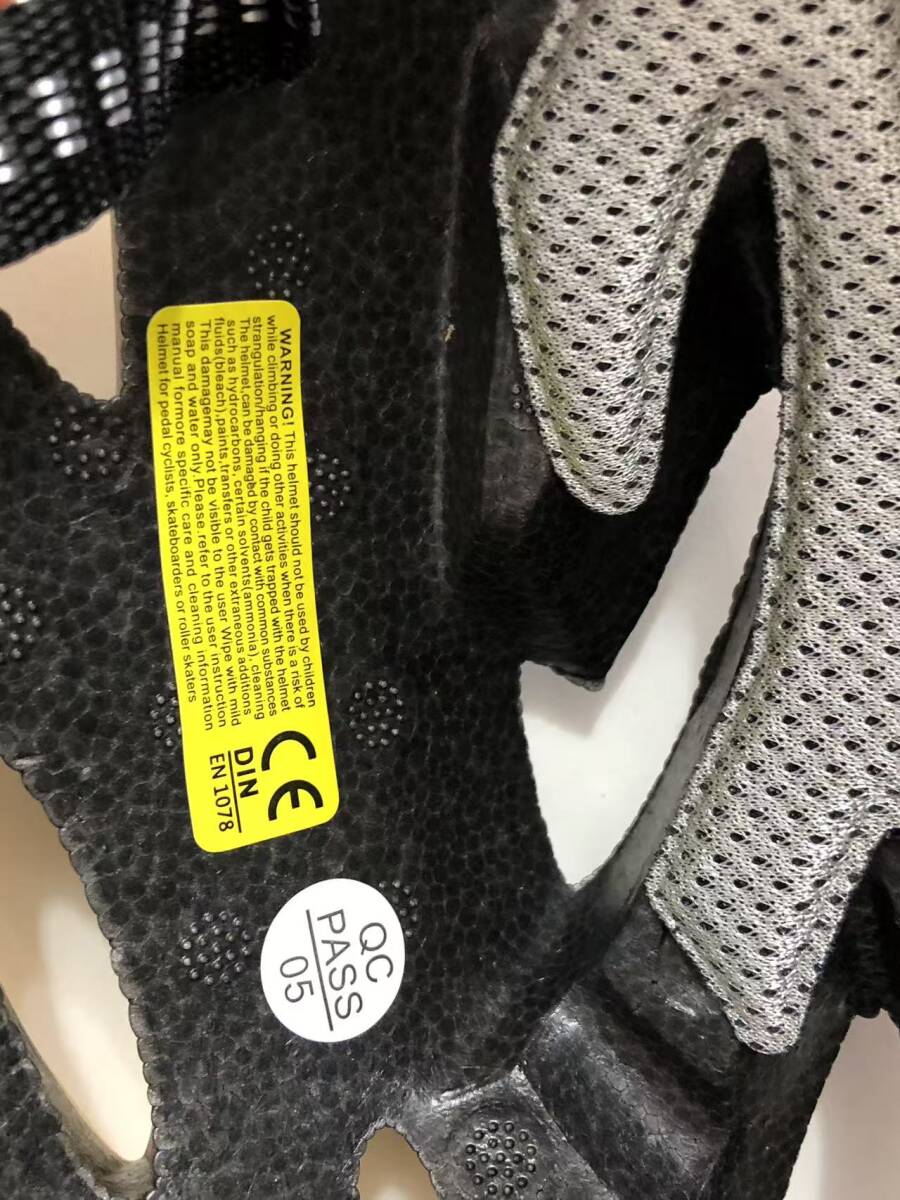 WARNING! This helmet should not be used by children
while climbing or doing other activities when there is a risk of
strangulation/hanging if the child gets trapped with the helmet
The helmet,can be damaged by contact with common substances
such as hydrocarbons, certain solvents(ammonia), cleaning
fluids(bleach),paints,transfers or other extraneous additions
This damagemay not be visible to the user Wipe with mild
soap and water only.Please.refer to the user instruction
manual formore specific care and cleaning information
Helmet for pedal cyclists, skateboarders or roller skaters
CE
DIN
EN 1078
QC
PASS
05